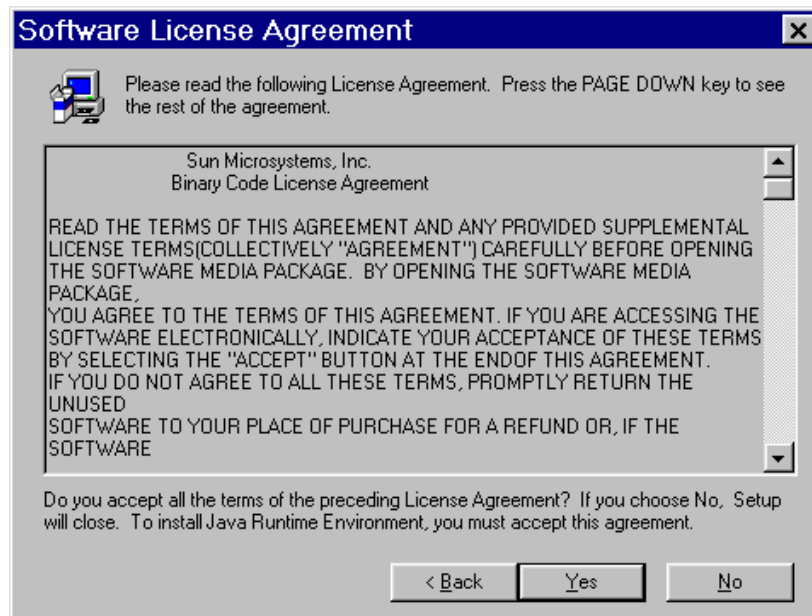 Software License Agreement
Please read the following License Agreement. Press the PAGE DOWN key to see
the rest of the agreement.
Sun Microsystems, Inc.
Binary Code License Agreement
READ THE TERMS OF THIS AGREEMENT AND ANY PROVIDED SUPPLEMENTAL
LICENSE TERMS(COLLECTIVELY "AGREEMENT") CAREFULLY BEFORE OPENING
THE SOFTWARE MEDIA PACKAGE.  BY OPENING THE SOFTWARE MEDIA
PACKAGE,
YOU AGREE TO THE TERMS OF THIS AGREEMENT. IF YOU ARE ACCESSING THE
SOFTWARE ELECTRONICALLY, INDICATE YOUR ACCEPTANCE OF THESE TERMS
BY SELECTING THE "ACCEPT" BUTTON AT THE ENDOF THIS AGREEMENT.
IF YOU DO NOT AGREE TO ALL THESE TERMS, PROMPTLY RETURN THE
UNUSED
SOFTWARE TO YOUR PLACE OF PURCHASE FOR A REFUND OR, IF THE
SOFTWARE
Do you accept all the terms of the preceding License Agreement?  If you choose No,  Setup
will close.  To install Java Runtime Environment, you must accept this agreement.
< Back
Yes
No